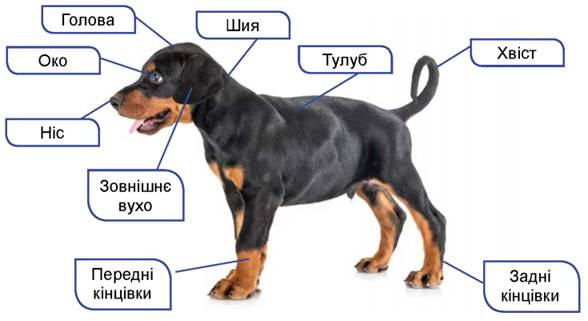 Голова
Шия
Око
Тулуб
Хвіст
Ніс
Зовнішнє
вухо
Передні
кінцівки
Задні
кінцівки